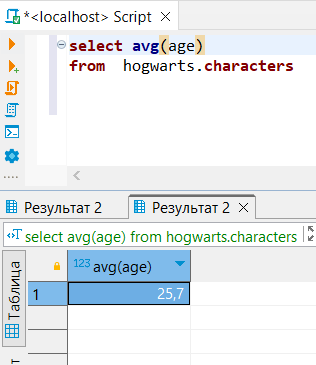 *<localhost> Script
select avg(age)
from hogwarts.characters
Результат 2
Результат 2
select avg(age) from hogwarts.characters
Таблица
123 avg(age)
1
25,7